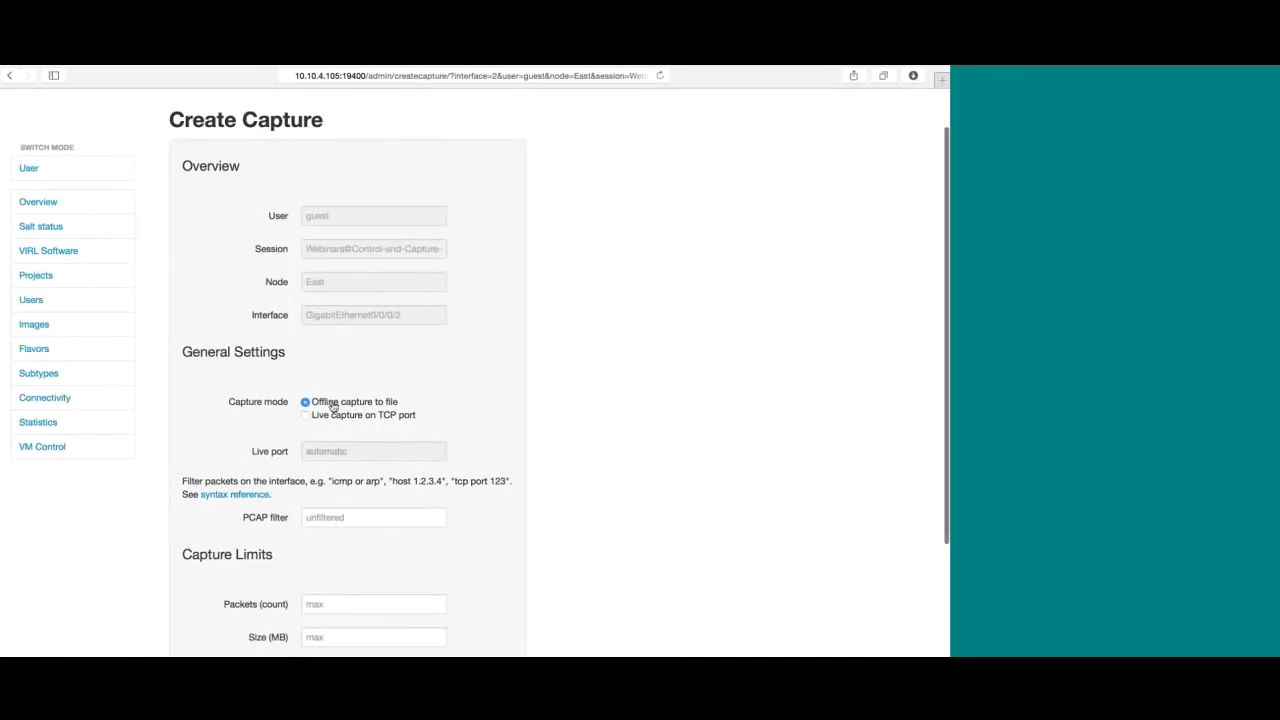 10.10.4.105:19400/admin/createcapture/?interface=2&user=guest&node=East&session=Web
Create Capture
SWITCH MODE
User
Overview
Salt status
VIRL Software
Projects
Users
Images
Flavors
Subtypes
Connectivity
Statistics
VM Control
Overview
User guest
Session Webinars@Control-and-Capture-
Node East
Interface GigabitEthernet0/0/0/2
General Settings
Capture mode Offline capture to file
Live capture on TCP port
Live port automatic
Filter packets on the interface, e.g. "icmp or arp", "host 1.2.3.4", "tcp port 123".
See syntax reference.
PCAP filter unfiltered
Capture Limits
Packets (count) max
Size (MB) max